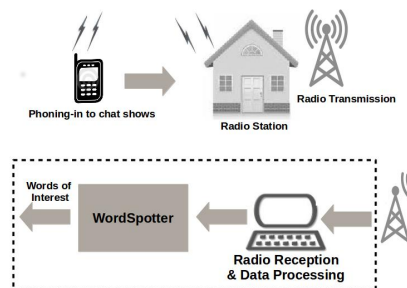 Phoning-in to chat shows
Radio Station
Radio Transmission
Words of
Interest
WordSpotter
Radio Reception
& Data Processing